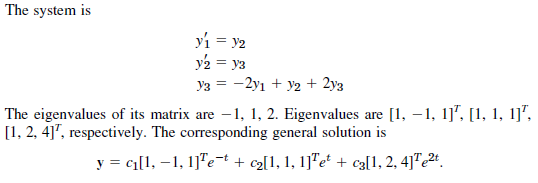 The system is
y′1 = y2
y′2 = y3
y3 = −2y1 + y2 + 2y3
The eigenvalues of its matrix are −1, 1, 2. Eigenvalues are [1, −1, 1]ᵀ, [1, 1, 1]ᵀ,
[1, 2, 4]ᵀ, respectively. The corresponding general solution is
y = c1[1, −1, 1]ᵀe⁻ᵗ + c2[1, 1, 1]ᵀeᵗ + c3[1, 2, 4]ᵀe²ᵗ.